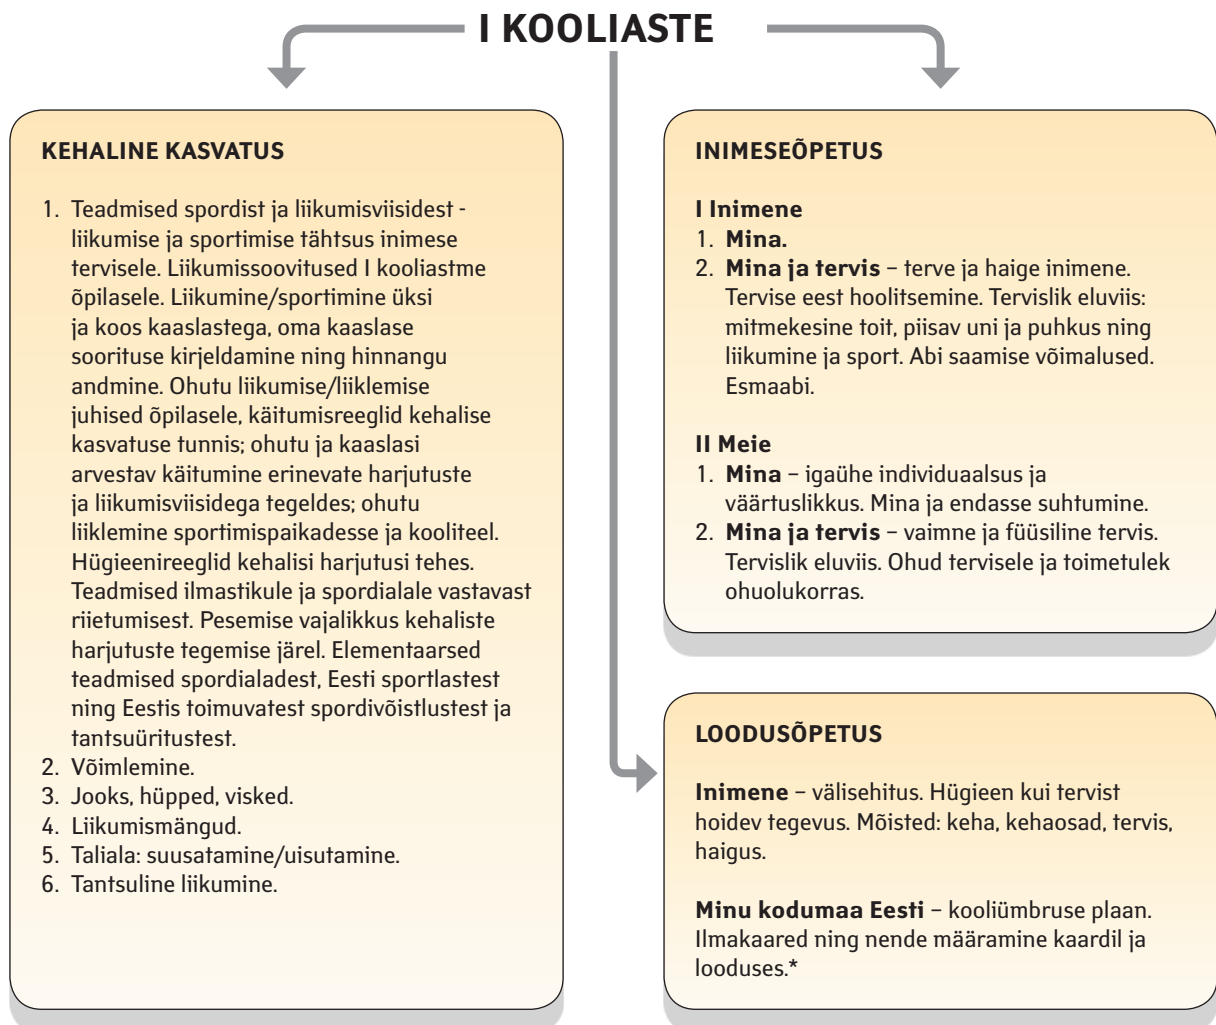 I KOOLIASTE
KEHALINE KASVATUS
1. Teadmised spordist ja liikumisviisidest -
liikumise ja sportimise tähtsus inimese
tervisele. Liikumissoovitused I kooliastme
õpilasele. Liikumine/sportimine üksi
ja koos kaaslastega, oma kaaslase
soorituse kirjeldamine ning hinnangu
andmine. Ohutu liikumise/liiklemise
juhised õpilasele, käitumisreeglid kehalise
kasvatuse tunnis; ohutu ja kaaslasi
arvestav käitumine erinevate harjutuste
ja liikumisviisidega tegeldes; ohutu
liiklemine sportimispaikadesse ja kooliteel.
Hügieenireeglid kehalisi harjutusi tehes.
Teadmised ilmastikule ja spordialale vastavast
riietumisest. Pesemise vajalikkus kehaliste
harjutuste tegemise järel. Elementaarsed
teadmised spordialadest, Eesti sportlastest
ning Eestis toimuvatest spordivõistlustest ja
tantsuüritustest.
2. Võimlemine.
3. Jooks, hüpped, visked.
4. Liikumismängud.
5. Taliala: suusatamine/uisutamine.
6. Tantsuline liikumine.
INIMESEÕPETUS
I Inimene
1. Mina.
2. Mina ja tervis – terve ja haige inimene.
Tervise eest hoolitsemine. Tervislik eluviis:
mitmekesine toit, piisav uni ja puhkus ning
liikumine ja sport. Abi saamise võimalused.
Esmaabi.
II Meie
1. Mina – igaühe individuaalsus ja
väärtuslikkus. Mina ja endasse suhtumine.
2. Mina ja tervis – vaimne ja füüsiline tervis.
Tervislik eluviis. Ohud tervisele ja toimetulek
ohuolukorras.
LOODUSÕPETUS
Inimene – välisehitus. Hügieen kui tervist
hoidev tegevus. Mõisted: keha, kehaosad, tervis,
haigus.
Minu kodumaa Eesti – kooliümbruse plaan.
Ilmakaared ning nende määramine kaardil ja
looduses.*